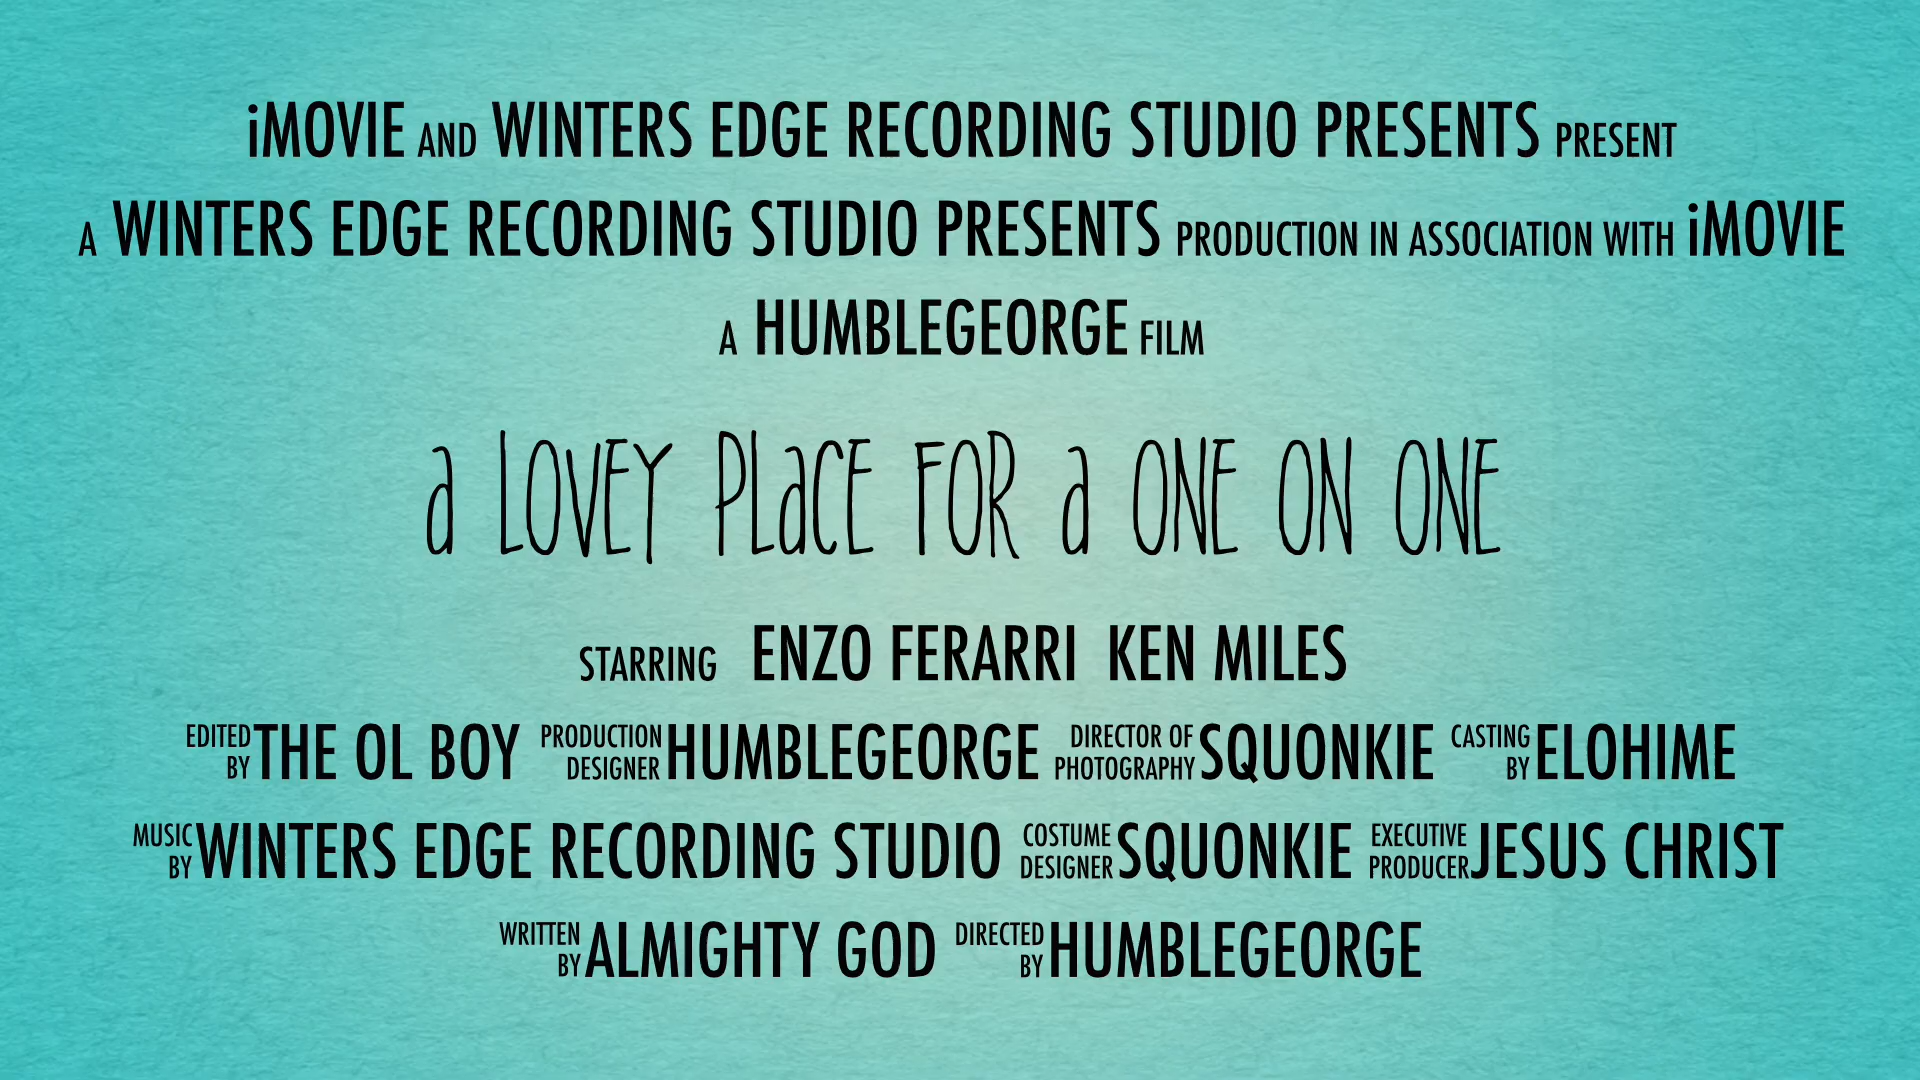 iMOVIE AND WINTERS EDGE RECORDING STUDIO PRESENTS PRESENT
A WINTERS EDGE RECORDING STUDIO PRESENTS PRODUCTION IN ASSOCIATION WITH iMOVIE
A HUMBLEGEORGE FILM
a LOVEY PLaCE FOR a ONE ON ONE
STARRING ENZO FERARRI KEN MILES
EDITED BY THE OL BOY PRODUCTION DESIGNER HUMBLEGEORGE DIRECTOR OF PHOTOGRAPHY SQUONKIE CASTING BY ELOHIME
MUSIC BY WINTERS EDGE RECORDING STUDIO COSTUME DESIGNER SQUONKIE EXECUTIVE PRODUCER JESUS CHRIST
WRITTEN BY ALMIGHTY GOD DIRECTED BY HUMBLEGEORGE